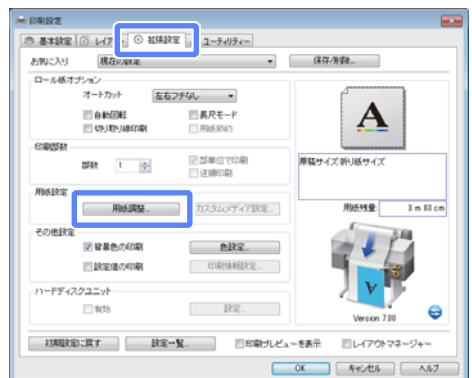 印刷設定
基本設定 レイア 拡張設定 ユーティリティー
お気に入り 現在の設定 保存/削除...
ロール紙オプション
オートカット 左右フチなし
自動回転 長尺モード
切り取り線印刷 用紙節約
印刷部数
部数 1 部単位で印刷
逆順印刷
原稿サイズ:折り紙サイズ
用紙設定
用紙調整... カスタムメディア設定...
用紙残量 3 m 83 cm
その他設定
背景色の印刷 色設定...
設定値の印刷 印刷情報設定...
ハードディスクユニット
有効 設定...
Version 7.00
初期設定に戻す 設定一覧... 印刷プレビューを表示 レイアウトマネージャー
OK キャンセル ヘルプ